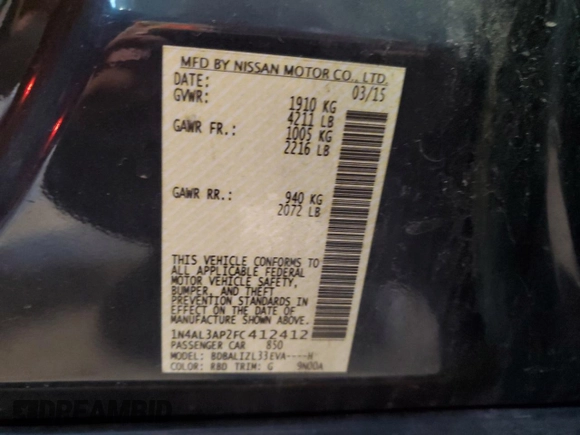 MFD BY NISSAN MOTOR CO., LTD.
DATE: 03/15
GVWR: 1910 KG
4211 LB
GAWR FR.: 1005 KG
2216 LB
GAWR RR.: 940 KG
2072 LB
THIS VEHICLE CONFORMS TO
ALL APPLICABLE FEDERAL
MOTOR VEHICLE SAFETY,
BUMPER, AND THEFT
PREVENTION STANDARDS IN
EFFECT ON THE DATE OF
MANUFACTURE SHOWN ABOVE.
1N4AL3AP2FC412412
PASSENGER CAR 850
MODEL: BDBALIZL33EVA----H
COLOR: RBD TRIM: G 9N00A
DREAMBID